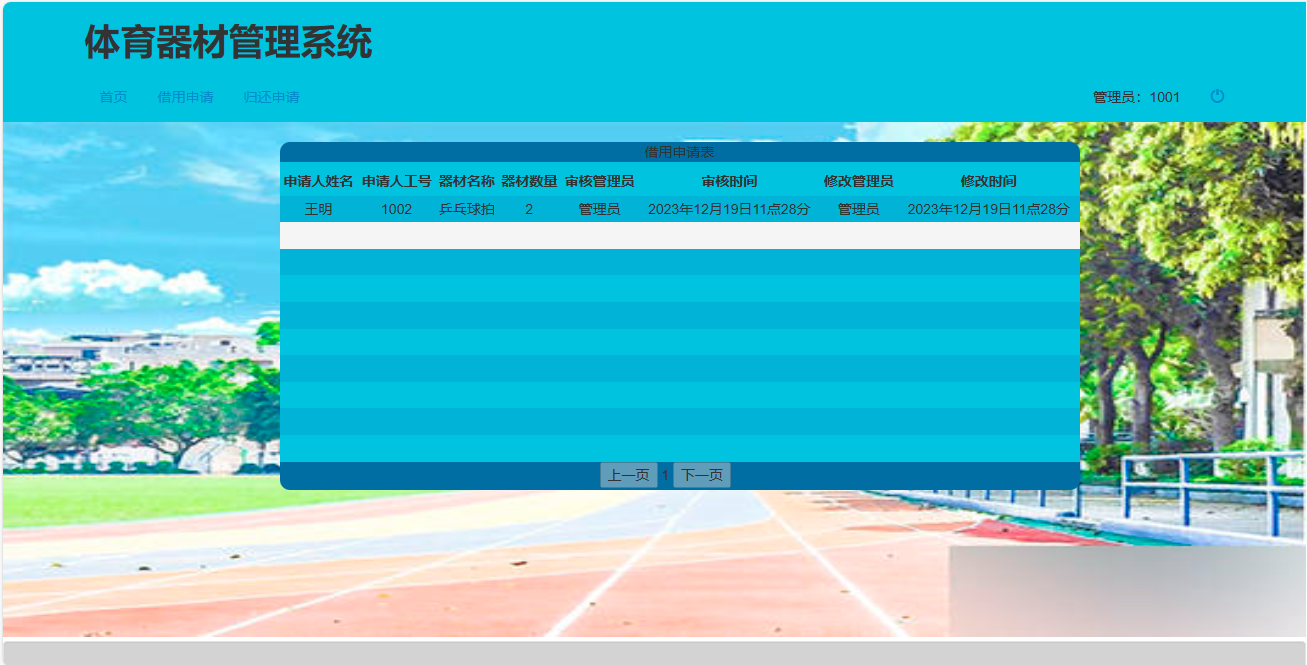 体育器材管理系统
首页 借用申请 归还申请 管理员：1001
借用申请表
申请人姓名 申请人工号 器材名称 器材数量 审核管理员 审核时间 修改管理员 修改时间
王明 1002 乒乓球拍 2 管理员 2023年12月19日11点28分 管理员 2023年12月19日11点28分
上一页 1 下一页